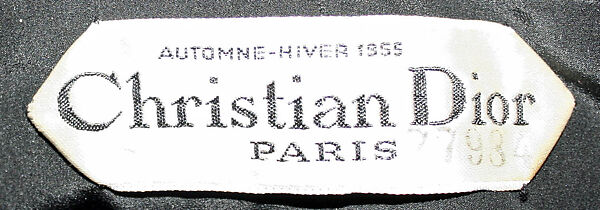 AUTOMNE-HIVER 1955
Christian Dior
PARIS 77984